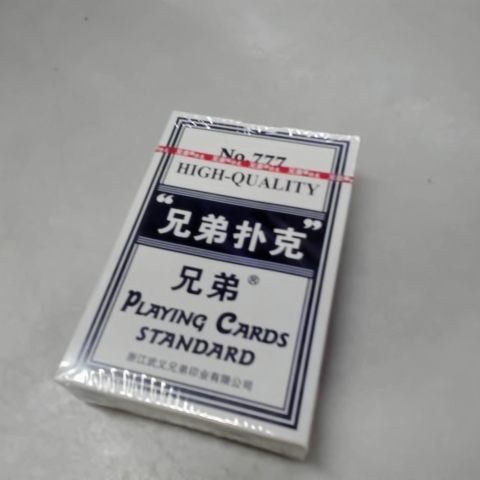 No.777
HIGH-QUALITY
“兄弟扑克”
兄弟®
PLAYING CARDS
STANDARD
浙江武义兄弟印业有限公司